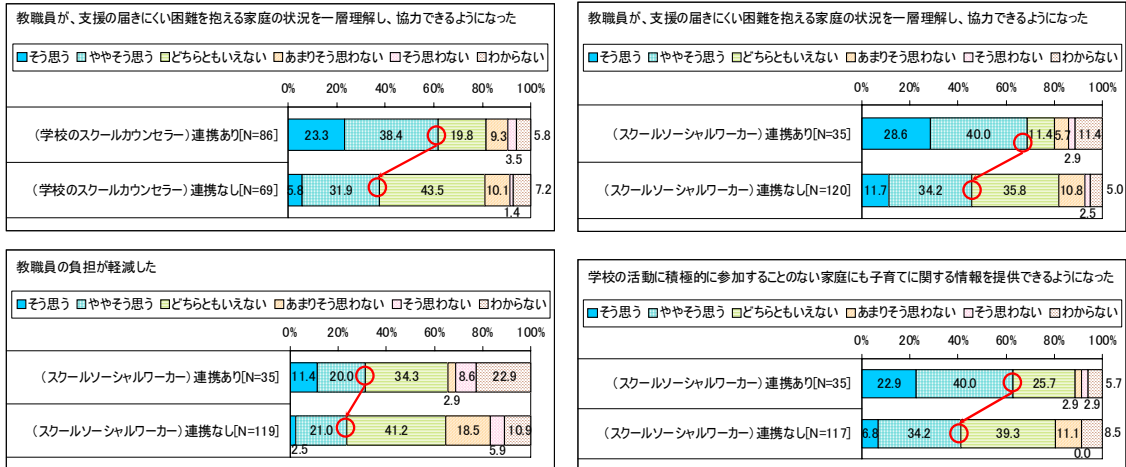 教職員が、支援の届きにくい困難を抱える家庭の状況を一層理解し、協力できるようになった
そう思う ややそう思う どちらともいえない あまりそう思わない そう思わない わからない
0% 20% 40% 60% 80% 100%
(学校のスクールカウンセラー)連携あり[N=86] 23.3 38.4 19.8 9.3 3.5 5.8
(学校のスクールカウンセラー)連携なし[N=69] 5.8 31.9 43.5 10.1 1.4 7.2
教職員が、支援の届きにくい困難を抱える家庭の状況を一層理解し、協力できるようになった
そう思う ややそう思う どちらともいえない あまりそう思わない そう思わない わからない
0% 20% 40% 60% 80% 100%
(スクールソーシャルワーカー)連携あり[N=35] 28.6 40.0 11.4 5.7 2.9 11.4
(スクールソーシャルワーカー)連携なし[N=120] 11.7 34.2 35.8 10.8 2.5 5.0
教職員の負担が軽減した
そう思う ややそう思う どちらともいえない あまりそう思わない そう思わない わからない
0% 20% 40% 60% 80% 100%
(スクールソーシャルワーカー)連携あり[N=35] 11.4 20.0 34.3 2.9 8.6 22.9
(スクールソーシャルワーカー)連携なし[N=119] 2.5 21.0 41.2 18.5 5.9 10.9
学校の活動に積極的に参加することのない家庭にも子育てに関する情報を提供できるようになった
そう思う ややそう思う どちらともいえない あまりそう思わない そう思わない わからない
0% 20% 40% 60% 80% 100%
(スクールソーシャルワーカー)連携あり[N=35] 22.9 40.0 25.7 2.9 2.9 5.7
(スクールソーシャルワーカー)連携なし[N=117] 6.8 34.2 39.3 11.1 0.0 8.5